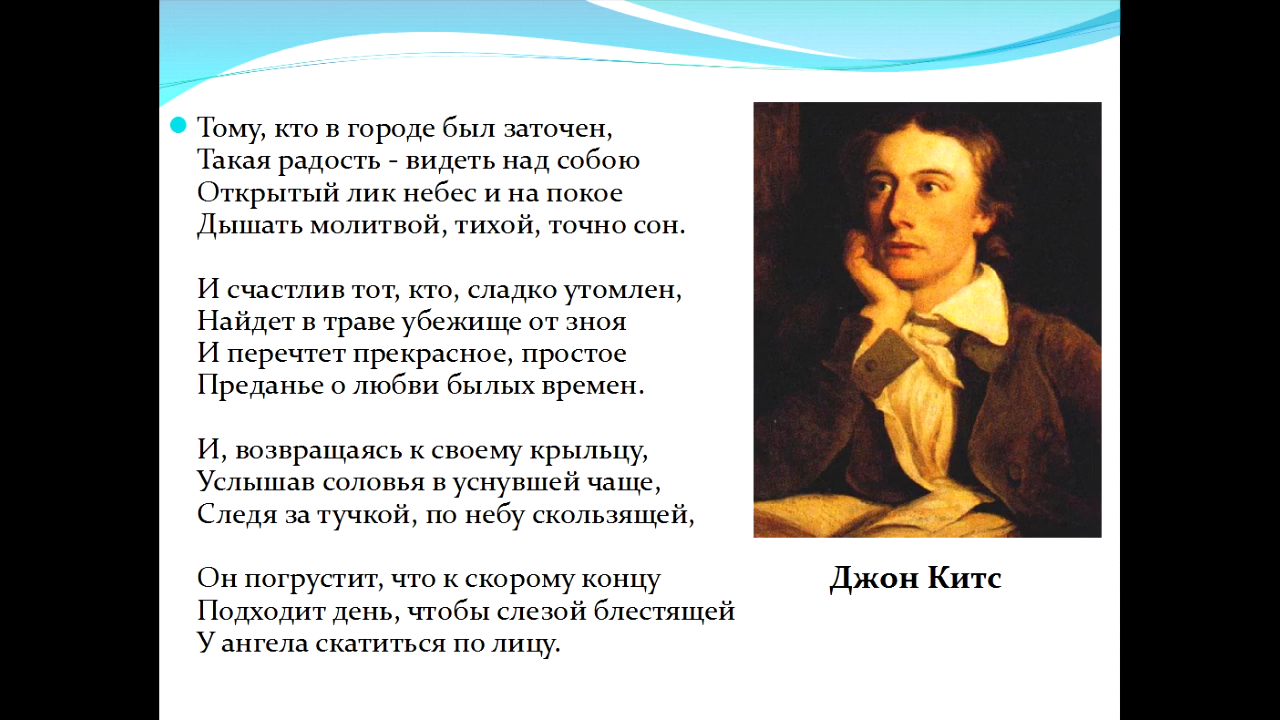 Тому, кто в городе был заточен,
Такая радость - видеть над собою
Открытый лик небес и на покое
Дышать молитвой, тихой, точно сон.
И счастлив тот, кто, сладко утомлен,
Найдет в траве убежище от зноя
И перечтет прекрасное, простое
Преданье о любви былых времен.
И, возвращаясь к своему крыльцу,
Услышав соловья в уснувшей чаще,
Следя за тучкой, по небу скользящей,
Он погрустит, что к скорому концу
Подходит день, чтобы слезой блестящей
У ангела скатиться по лицу.
Джон Китс